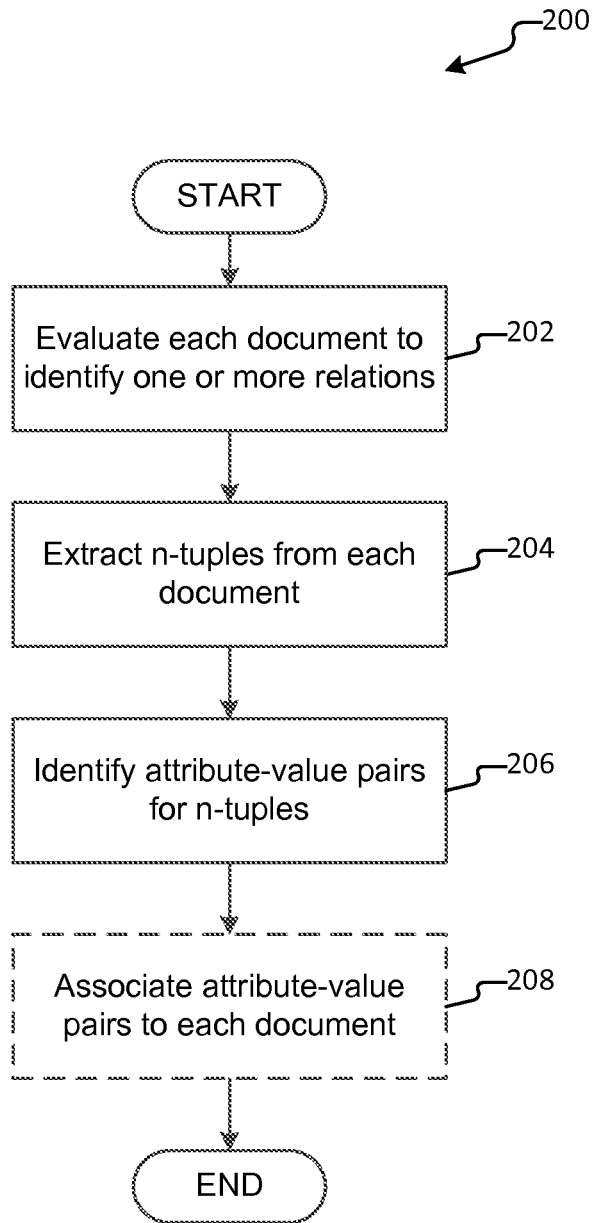 200
START
Evaluate each document to
identify one or more relations
202
Extract n-tuples from each
document
204
Identify attribute-value pairs
for n-tuples
206
Associate attribute-value
pairs to each document
208
END